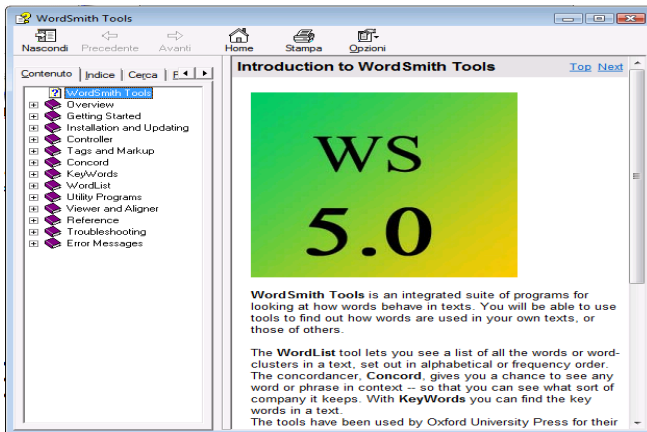 WordSmith Tools
Nascondi Precedente Avanti Home Stampa Opzioni
Contenuto Indice Cerca F
WordSmith Tools
Overview
Getting Started
Installation and Updating
Controller
Tags and Markup
Concord
KeyWords
WordList
Utility Programs
Viewer and Aligner
Reference
Troubleshooting
Error Messages
Introduction to WordSmith Tools Top Next
WS
5.0
WordSmith Tools is an integrated suite of programs for
looking at how words behave in texts. You will be able to use
tools to find out how words are used in your own texts, or
those of others.
The WordList tool lets you see a list of all the words or word-
clusters in a text, set out in alphabetical or frequency order.
The concordancer, Concord, gives you a chance to see any
word or phrase in context -- so that you can see what sort of
company it keeps. With KeyWords you can find the key
words in a text.
The tools have been used by Oxford University Press for their